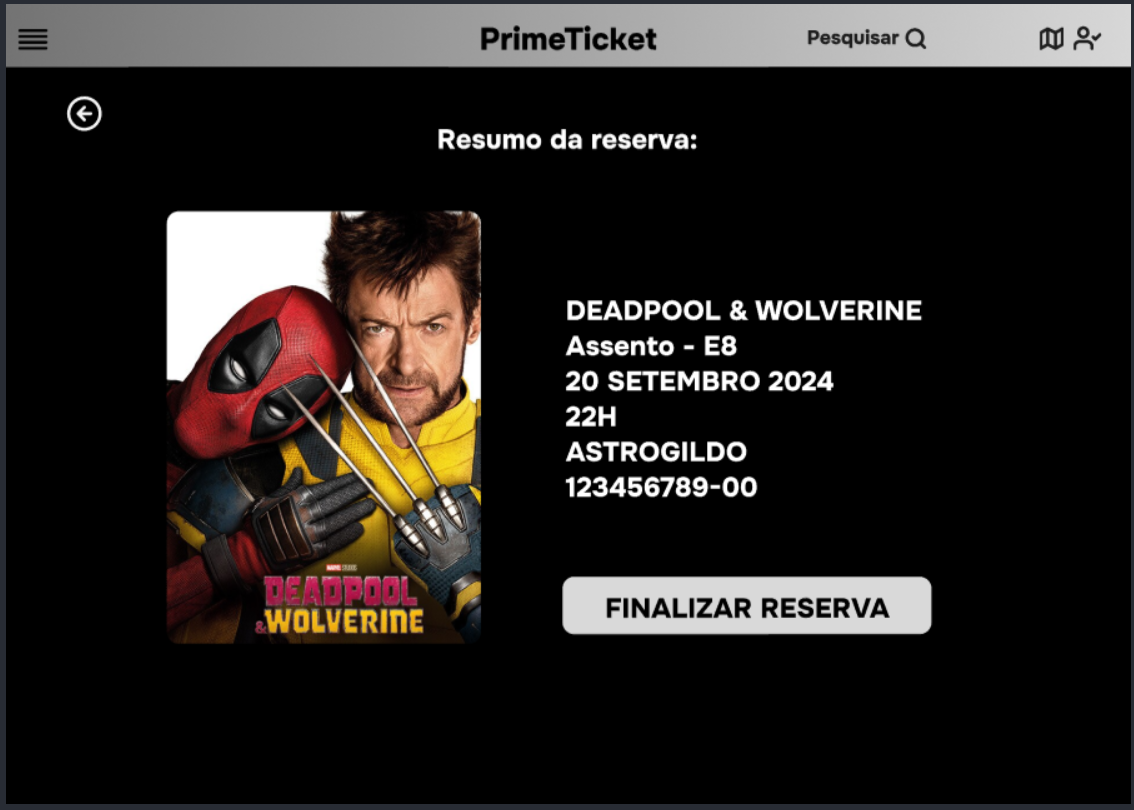 PrimeTicket
Pesquisar
Resumo da reserva:
MARVEL STUDIOS
DEADPOOL
&WOLVERINE
DEADPOOL & WOLVERINE
Assento - E8
20 SETEMBRO 2024
22H
ASTROGILDO
123456789-00
FINALIZAR RESERVA